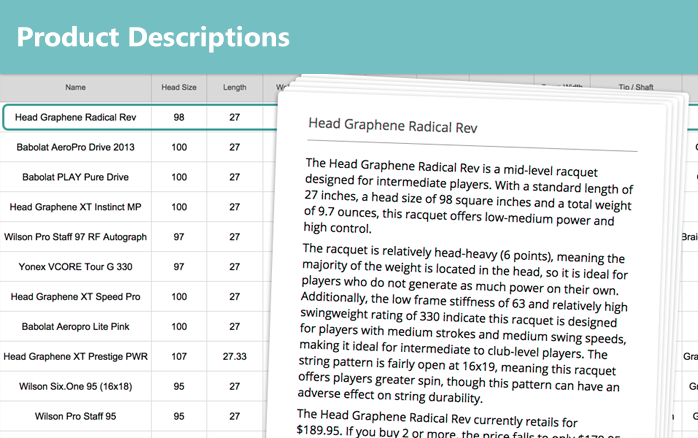 Product Descriptions
Name Head Size Length Tip / Shaft
Head Graphene Radical Rev 98 27
Babolat AeroPro Drive 2013 100 27
Babolat PLAY Pure Drive 100 27
Head Graphene XT Instinct MP 100 27
Wilson Pro Staff 97 RF Autograph 97 27
Yonex VCORE Tour G 330 97 27
Head Graphene XT Speed Pro 100 27
Babolat Aeropro Lite Pink 100 27
Head Graphene XT Prestige PWR 107 27.33
Wilson Six.One 95 (16x18) 95 27
Wilson Pro Staff 95 95 27
Head Graphene Radical Rev
The Head Graphene Radical Rev is a mid-level racquet
designed for intermediate players. With a standard length of
27 inches, a head size of 98 square inches and a total weight
of 9.7 ounces, this racquet offers low-medium power and
high control.
The racquet is relatively head-heavy (6 points), meaning the
majority of the weight is located in the head, so it is ideal for
players who do not generate as much power on their own.
Additionally, the low frame stiffness of 63 and relatively high
swingweight rating of 330 indicate this racquet is designed
for players with medium strokes and medium swing speeds,
making it ideal for intermediate to club-level players. The
string pattern is fairly open at 16x19, meaning this racquet
offers players greater spin, though this pattern can have an
adverse effect on string durability.
The Head Graphene Radical Rev currently retails for
$189.95. If you buy 2 or more, the price falls to only